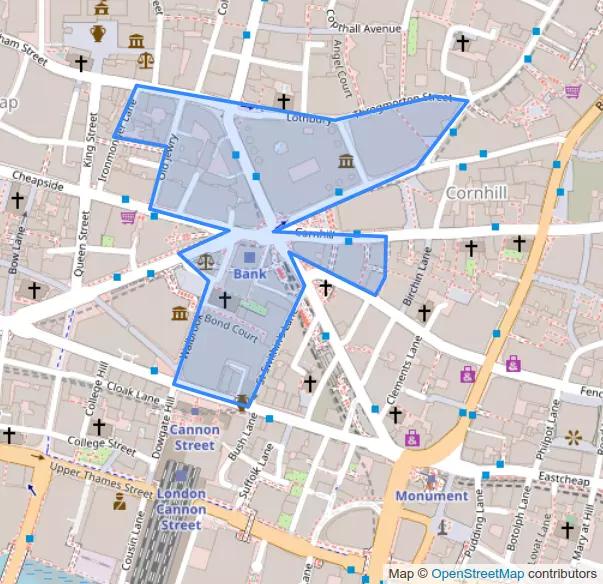 Copthall Avenue
Angel Court
ham Street
Throgmorton Street
Lothbury
King Street
Ironmonger Lane
Old Jewry
ap
Cheapside
Queen Street
Bow Lane
Cornhill
Cornhill
Birchin Lane
Bank
Walbrook
Bond Court
St Swithin's Lane
Clements Lane
College Hill
Cloak Lane
Dowgate Hill
Cannon
Street
Bush Lane
Suffolk Lane
College Street
Upper Thames Street
London
Cannon
Street
Cousin Lane
Monument
Eastcheap
Philpot Lane
Fenc
Pudding Lane
Botolph Lane
Lovat Lane
Mary at Hill
Map © OpenStreetMap contributors